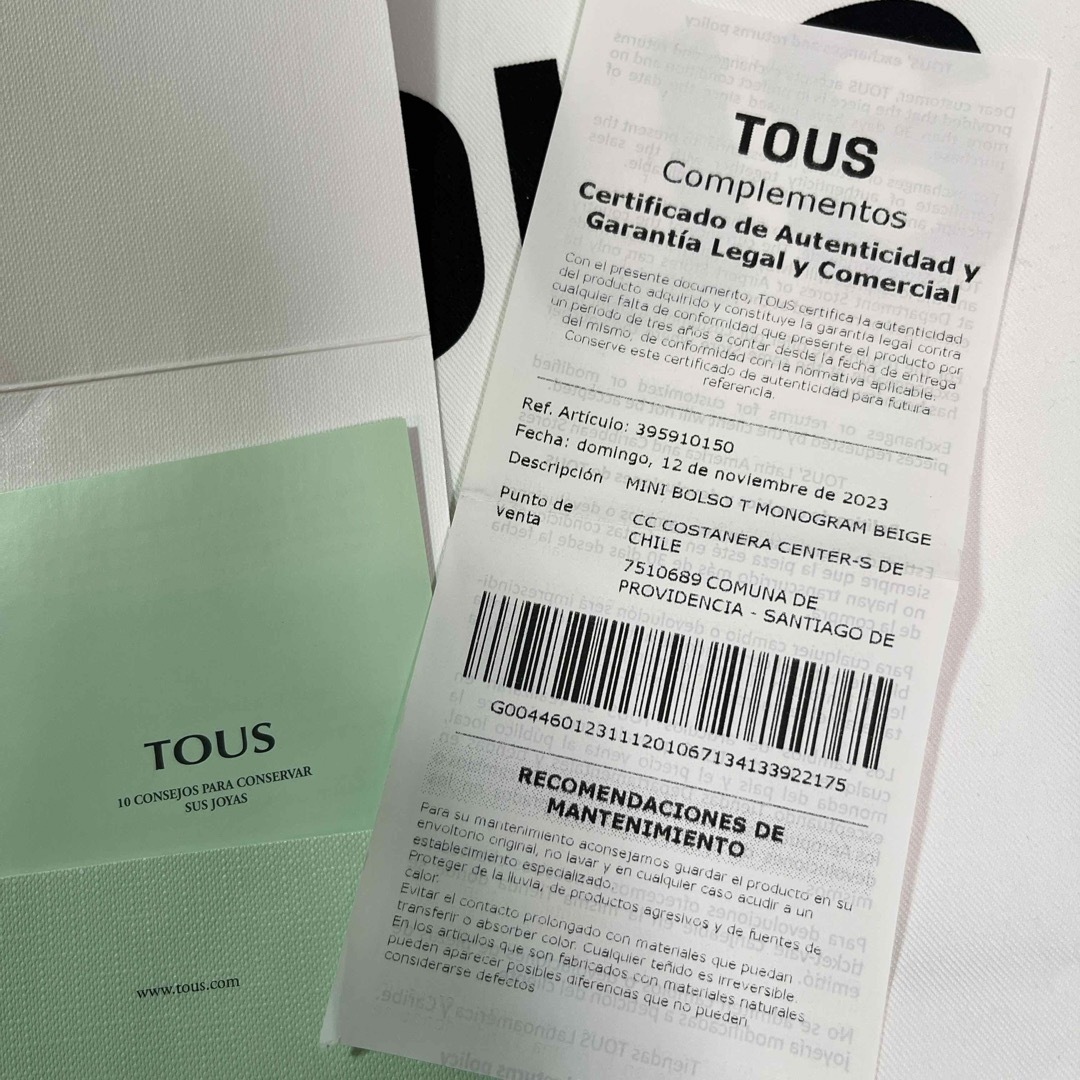 TOUS
Complementos
Certificado de Autenticidad y
Garantía Legal y Comercial
Con el presente documento, TOUS certifica la autenticidad
del producto adquirido y constituye la garantía legal contra
cualquier falta de conformidad que presente el producto por
un período de tres años a contar desde la fecha de entrega
del mismo, de conformidad con la normativa aplicable.
Conserve este certificado de autenticidad para futura
referencia.
Ref. Artículo: 395910150
Fecha: domingo, 12 de noviembre de 2023
Descripción MINI BOLSO T MONOGRAM BEIGE
Punto de venta
CC COSTANERA CENTER-S DE
CHILE
7510689 COMUNA DE
PROVIDENCIA - SANTIAGO DE
G004460123111201067134133922175
RECOMENDACIONES DE
MANTENIMIENTO
Para su mantenimiento aconsejamos guardar el producto en su
envoltorio original, no lavar y en cualquier caso acudir a un
establecimiento especializado.
Proteger de la lluvia, de productos agresivos y de fuentes de
calor.
Evitar el contacto prolongado con materiales que puedan
transferir o absorber color. Cualquier teñido es irreversible
En los artículos que son fabricados con materiales naturales
pueden aparecer posibles diferencias que no pueden
considerarse defectos
TOUS
10 CONSEJOS PARA CONSERVAR
SUS JOYAS
www.tous.com